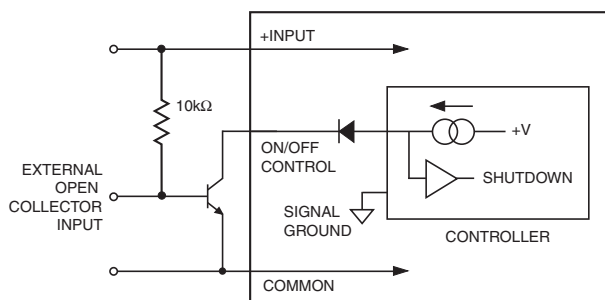 +INPUT
10kΩ
ON/OFF
CONTROL
+V
SHUTDOWN
EXTERNAL
OPEN
COLLECTOR
INPUT
SIGNAL
GROUND
CONTROLLER
COMMON